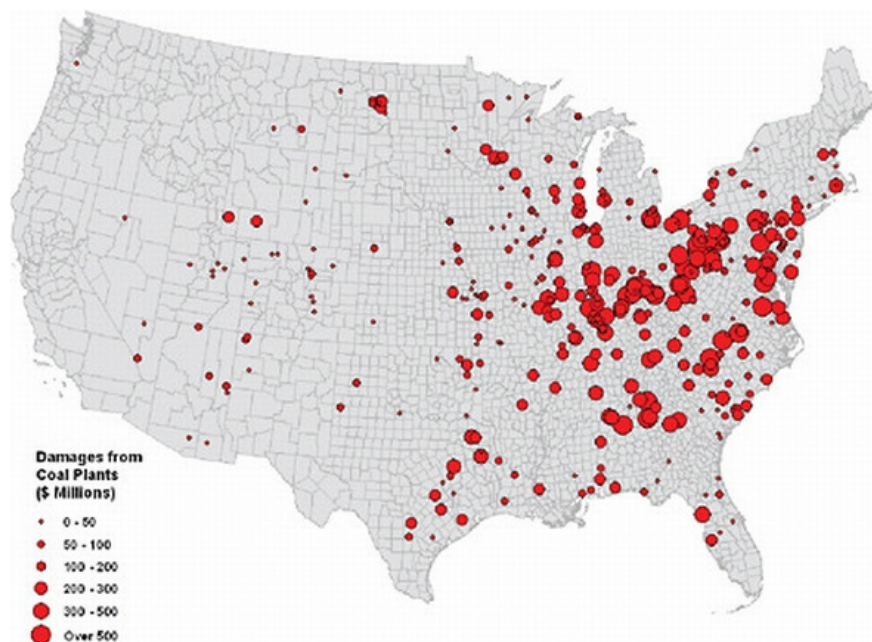 Damages from
Coal Plants
($ Millions)
0 - 50
50 - 100
100 - 200
200 - 300
300 - 500
Over 500